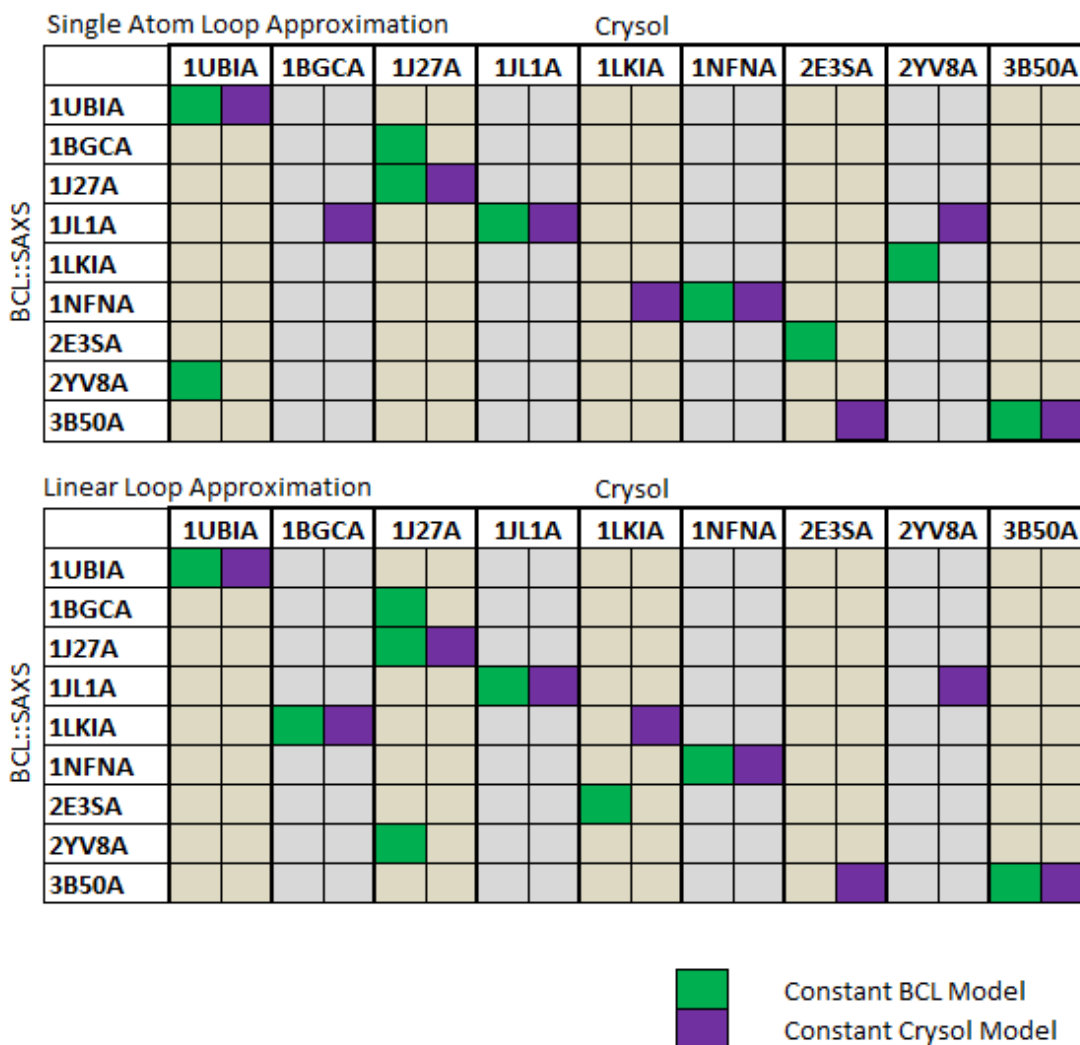 Single Atom Loop Approximation Crysol
1UBIA 1BGCA 1J27A 1JL1A 1LKIA 1NFNA 2E3SA 2YV8A 3B50A
BCL::SAXS
1UBIA
1BGCA
1J27A
1JL1A
1LKIA
1NFNA
2E3SA
2YV8A
3B50A
Linear Loop Approximation Crysol
1UBIA 1BGCA 1J27A 1JL1A 1LKIA 1NFNA 2E3SA 2YV8A 3B50A
BCL::SAXS
1UBIA
1BGCA
1J27A
1JL1A
1LKIA
1NFNA
2E3SA
2YV8A
3B50A
Constant BCL Model
Constant Crysol Model